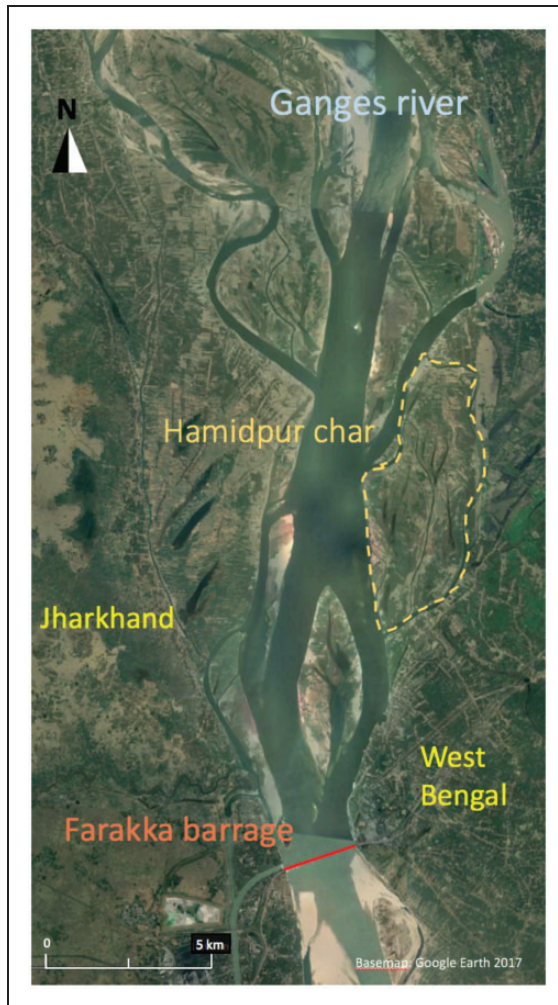 Ganges river
N
Hamidpur char
Jharkhand
West
Bengal
Farakka barrage
0
5 km
Basemap: Google Earth 2017